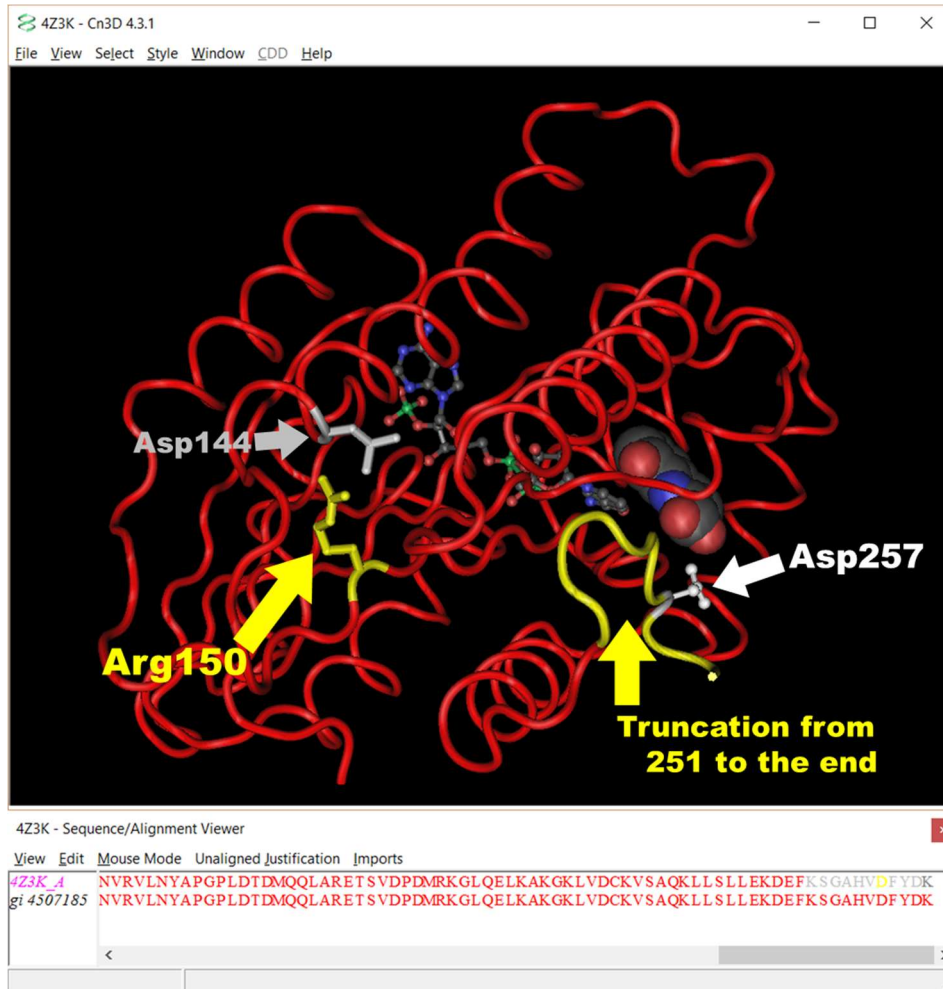 4Z3K - Cn3D 4.3.1
File View Select Style Window CDD Help
Asp144
Asp257
Arg150
Truncation from
251 to the end
4Z3K - Sequence/Alignment Viewer
View Edit Mouse Mode Unaligned Justification Imports
4Z3K_A NVRVLNYAPGPLDTDMQQLARETSVDPDMRKGLQELKAKGKLVDCKVSAQKLLSLLEKDEFKSGAHVDFYDK
gi 4507185 NVRVLNYAPGPLDTDMQQLARETSVDPDMRKGLQELKAKGKLVDCKVSAQKLLSLLEKDEFKSGAHVDFYDK